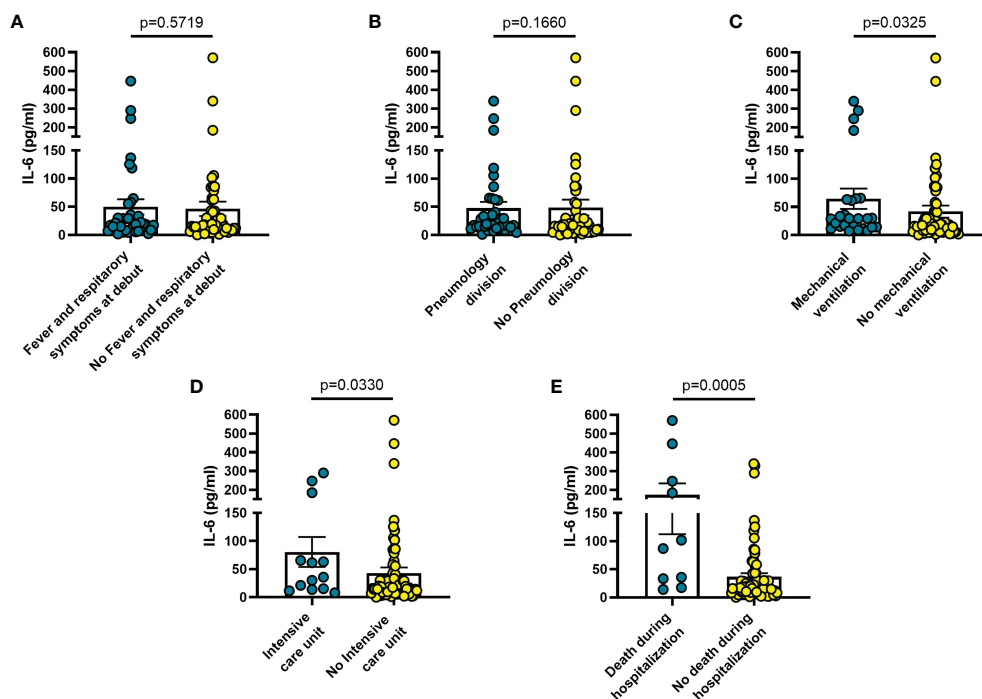 A
p=0.5719
IL-6 (pg/ml)
600
500
400
300
200
150
100
50
0
Fever and respitarory
symptoms at debut
No Fever and respiratory
symptoms at debut
B
p=0.1660
IL-6 (pg/ml)
600
500
400
300
200
150
100
50
0
Pneumology
division
No Pneumology
division
C
p=0.0325
IL-6 (pg/ml)
600
500
400
300
200
150
100
50
0
Mechanical
ventilation
No mechanical
ventilation
D
p=0.0330
IL-6 (pg/ml)
600
500
400
300
200
150
100
50
0
Intensive
care unit
No Intensive
care unit
E
p=0.0005
IL-6 (pg/ml)
600
500
400
300
200
150
100
50
0
Death during
hospitalization
No death during
hospitalization